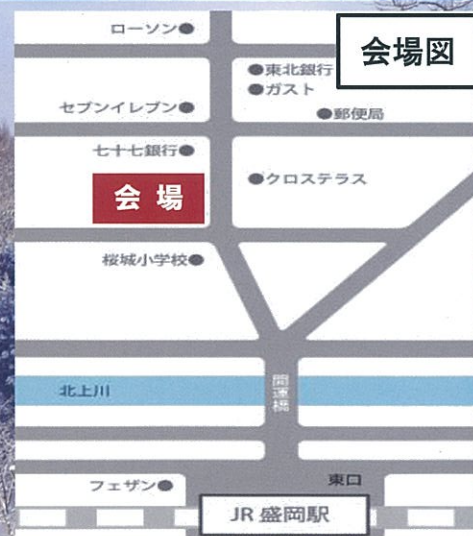 会場図
ローソン●
●東北銀行
●ガスト
セブンイレブン●
●郵便局
七十七銀行●
会場
●クロステラス
桜城小学校●
開運橋
北上川
フェザン●
東口
JR 盛岡駅